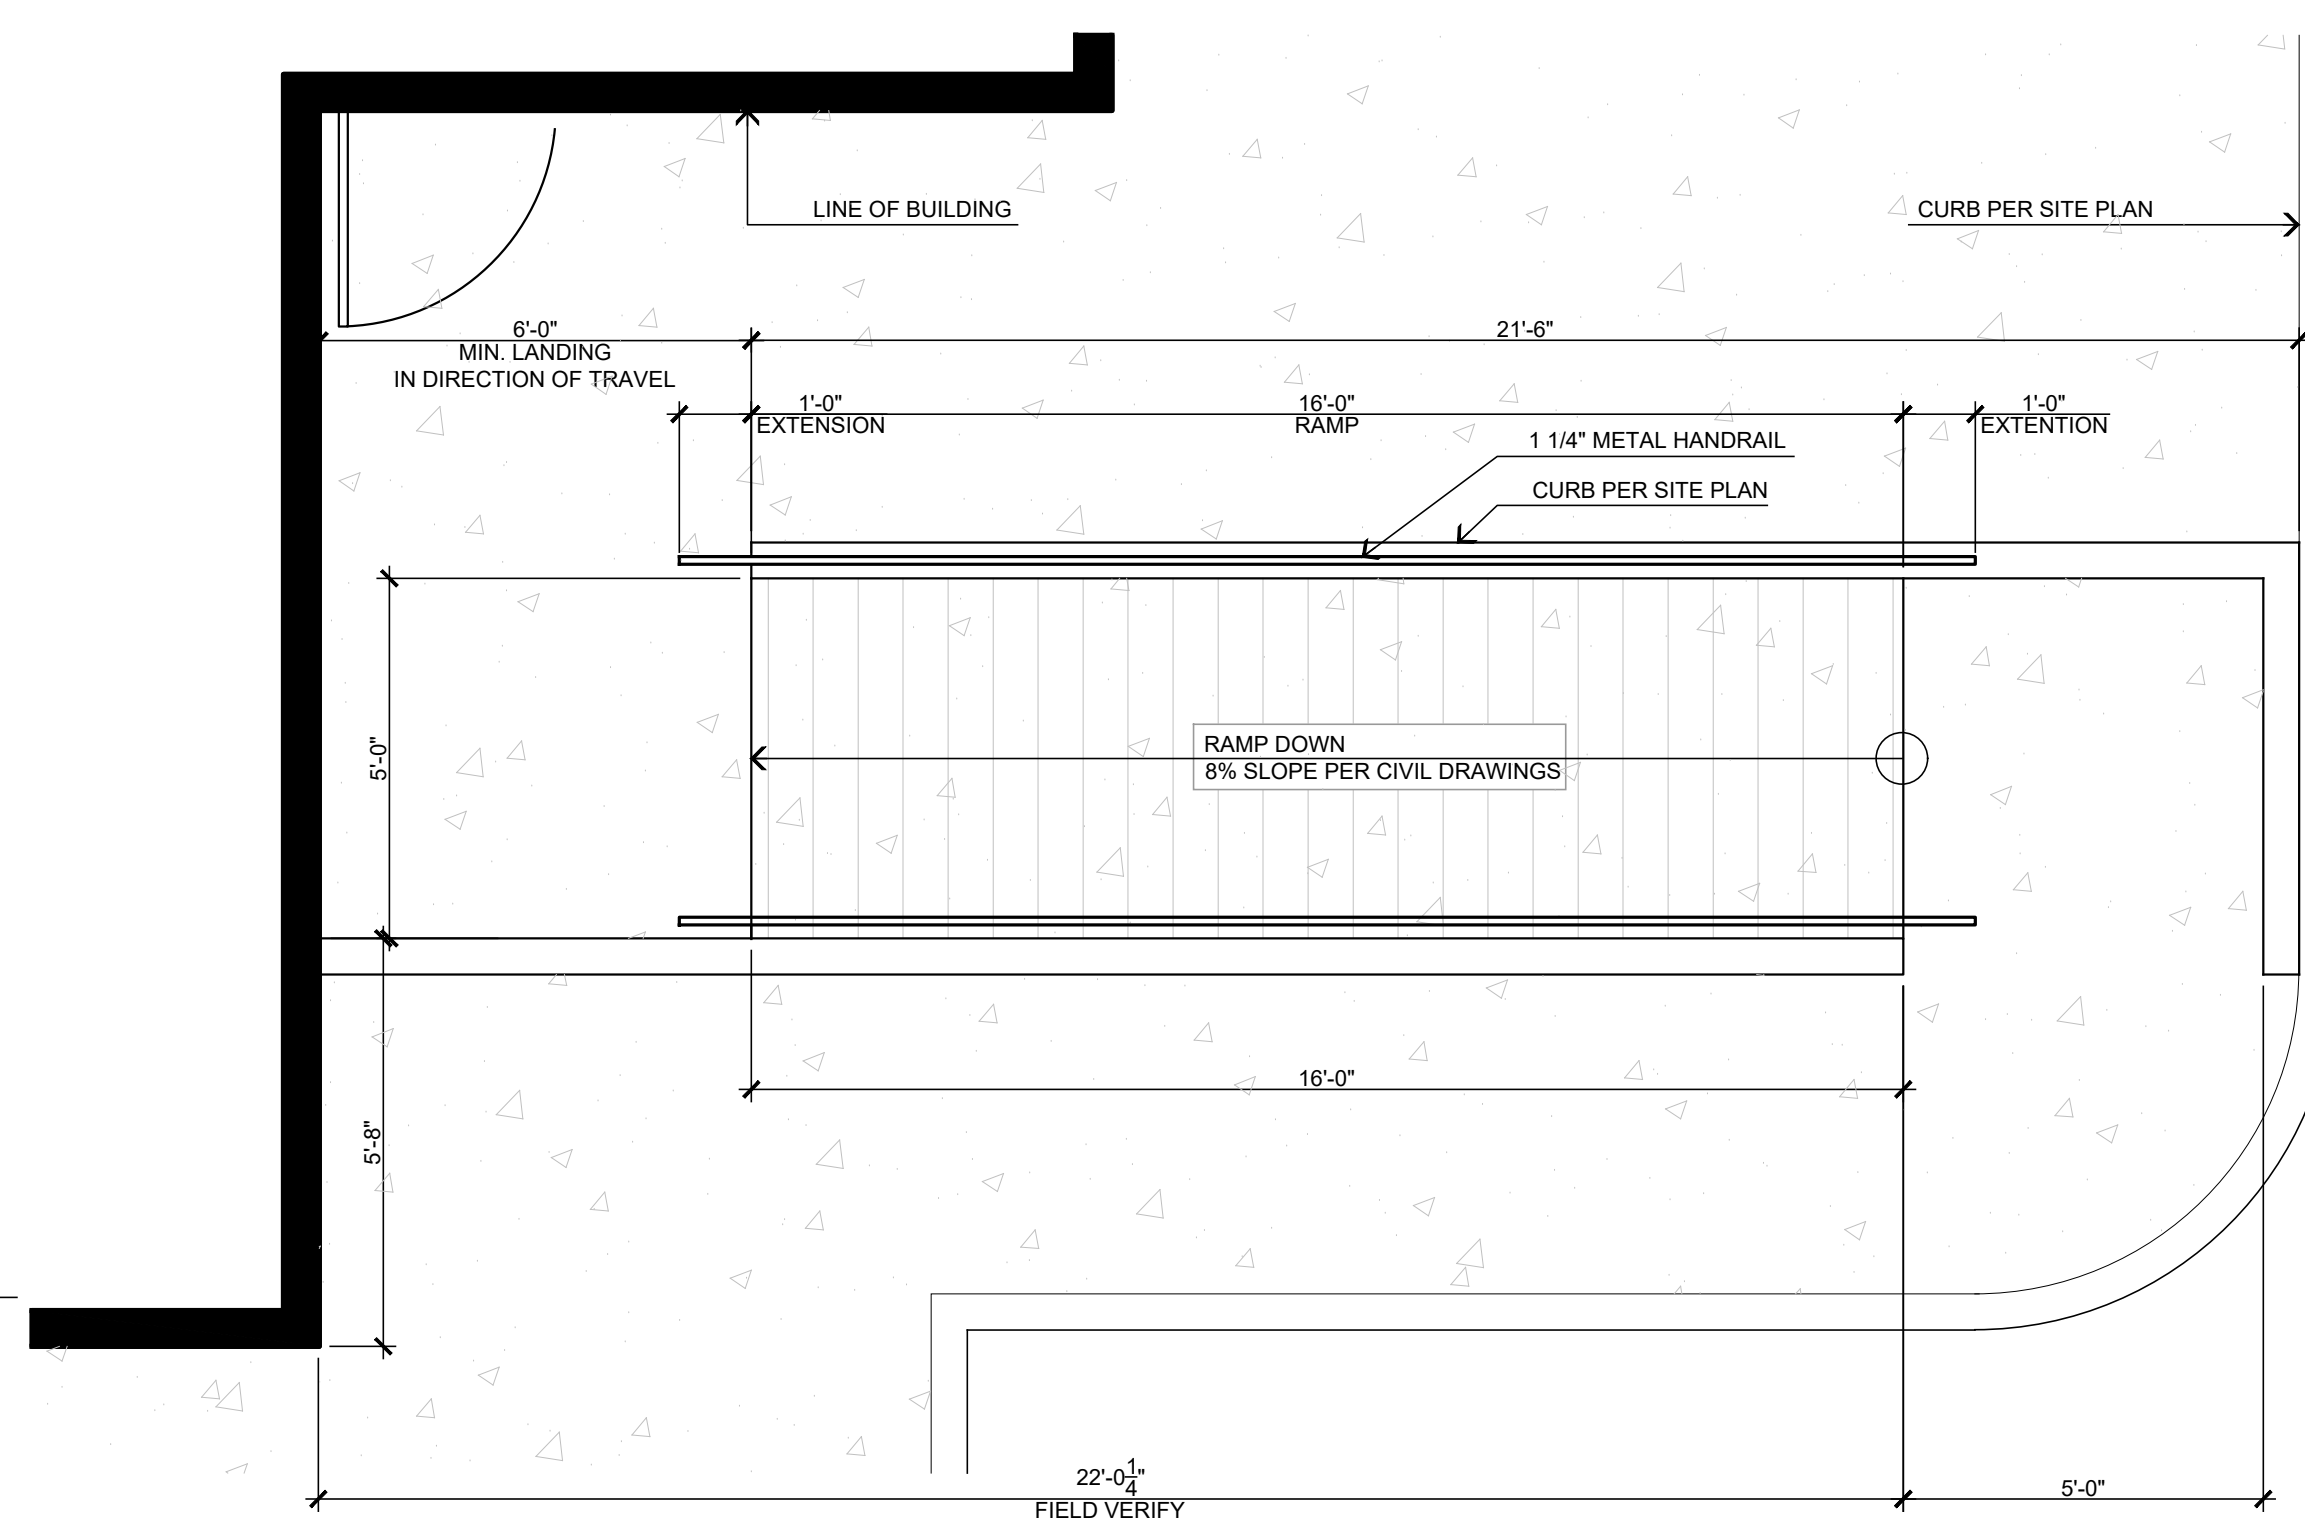 LINE OF BUILDING
CURB PER SITE PLAN
6'-0"
MIN. LANDING
IN DIRECTION OF TRAVEL
21'-6"
1'-0"
EXTENSION
16'-0"
RAMP
1'-0"
EXTENTION
1 1/4" METAL HANDRAIL
CURB PER SITE PLAN
5'-0"
RAMP DOWN
8% SLOPE PER CIVIL DRAWINGS
16'-0"
5'-8"
22'-0 1/4"
FIELD VERIFY
5'-0"